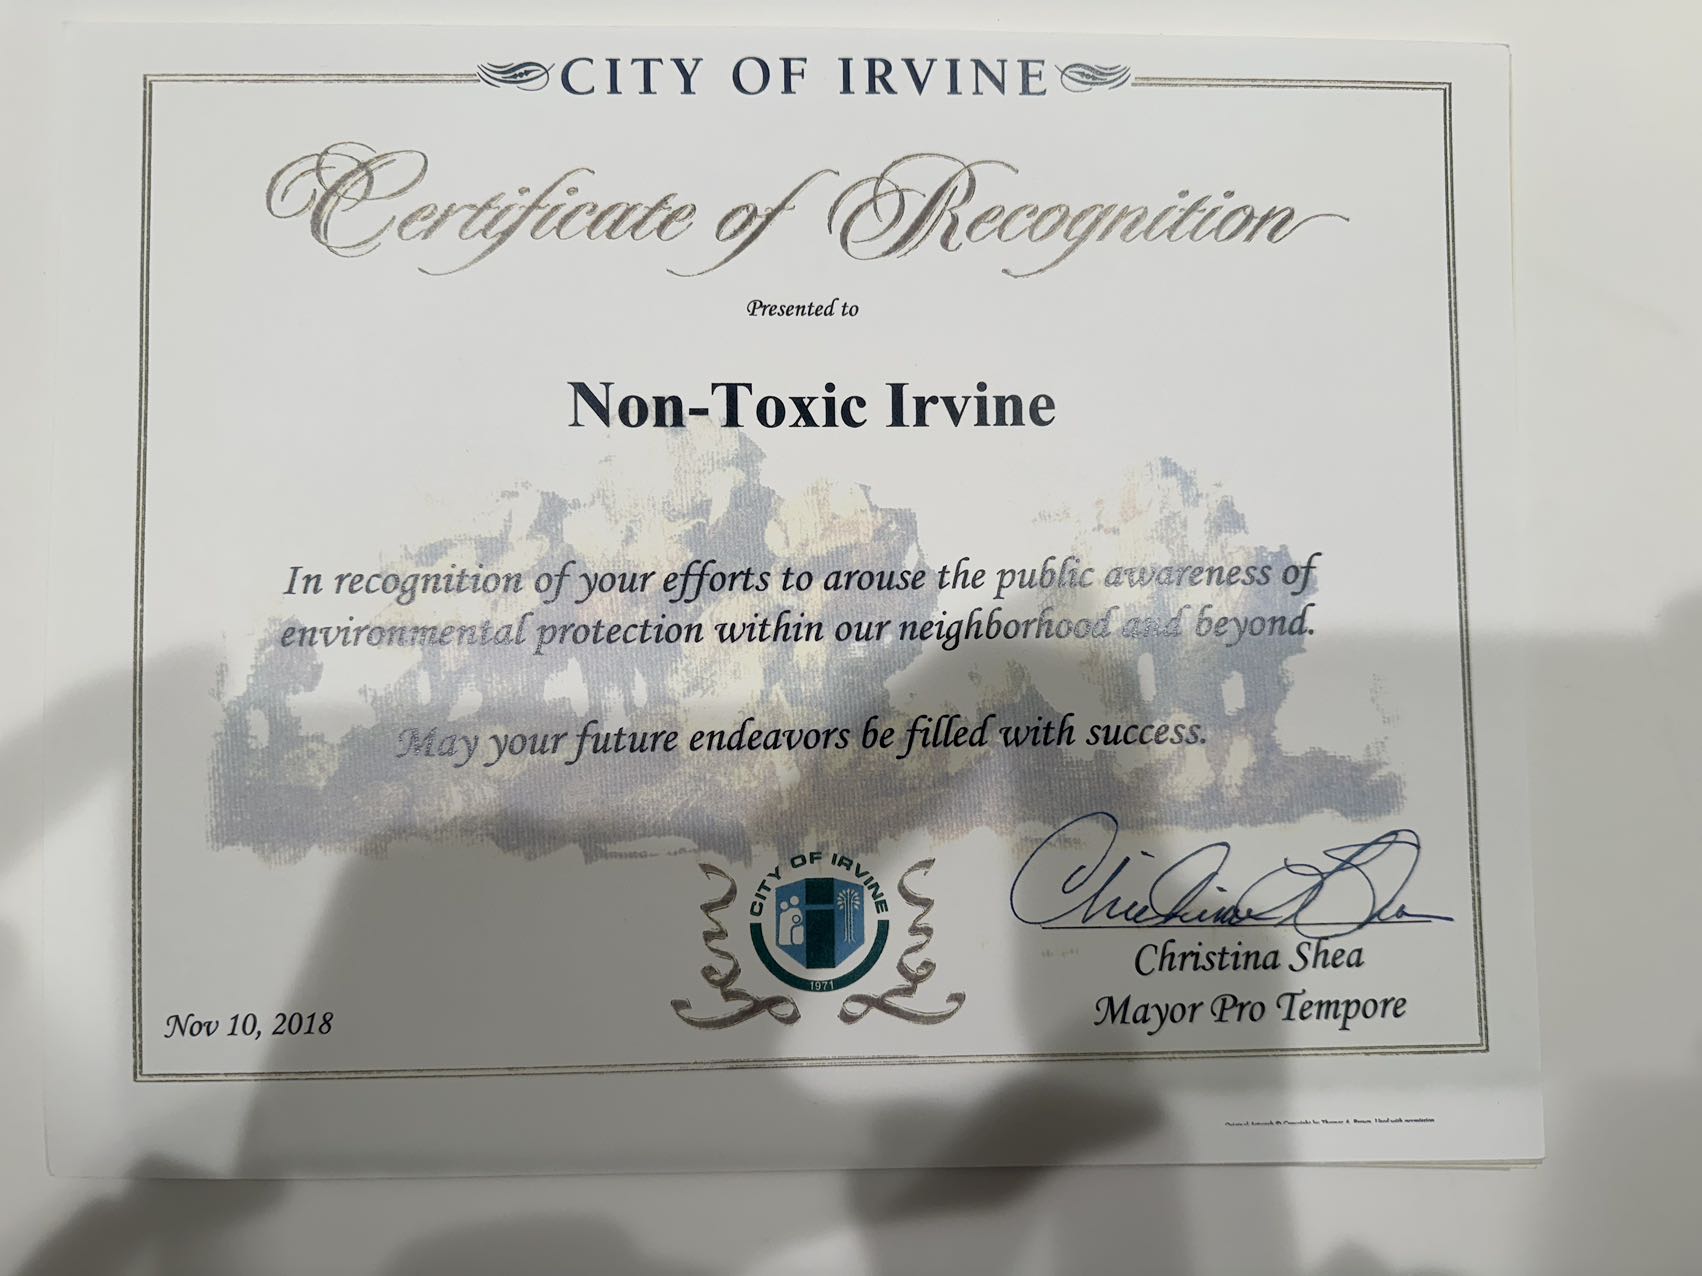 CITY OF IRVINE
Certificate of Recognition
Presented to
Non-Toxic Irvine
In recognition of your efforts to arouse the public awareness of
environmental protection within our neighborhood and beyond.
May your future endeavors be filled with success.
CITY OF IRVINE
1971
Christina Shea
Christina Shea
Mayor Pro Tempore
Nov 10, 2018